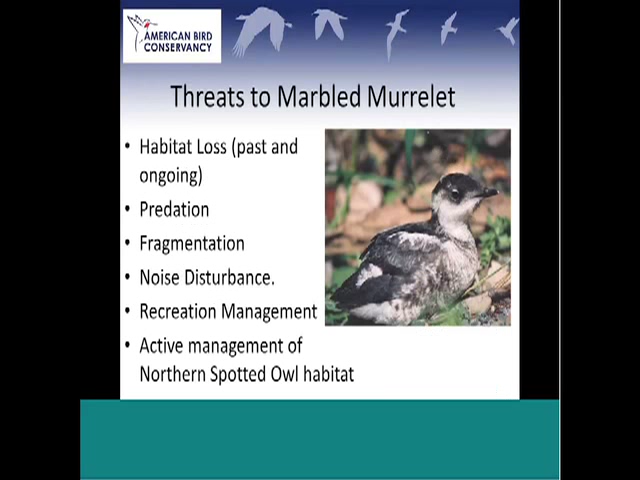 AMERICAN BIRD
CONSERVANCY
Threats to Marbled Murrelet
• Habitat Loss (past and
ongoing)
• Predation
• Fragmentation
• Noise Disturbance.
• Recreation Management
• Active management of
Northern Spotted Owl habitat